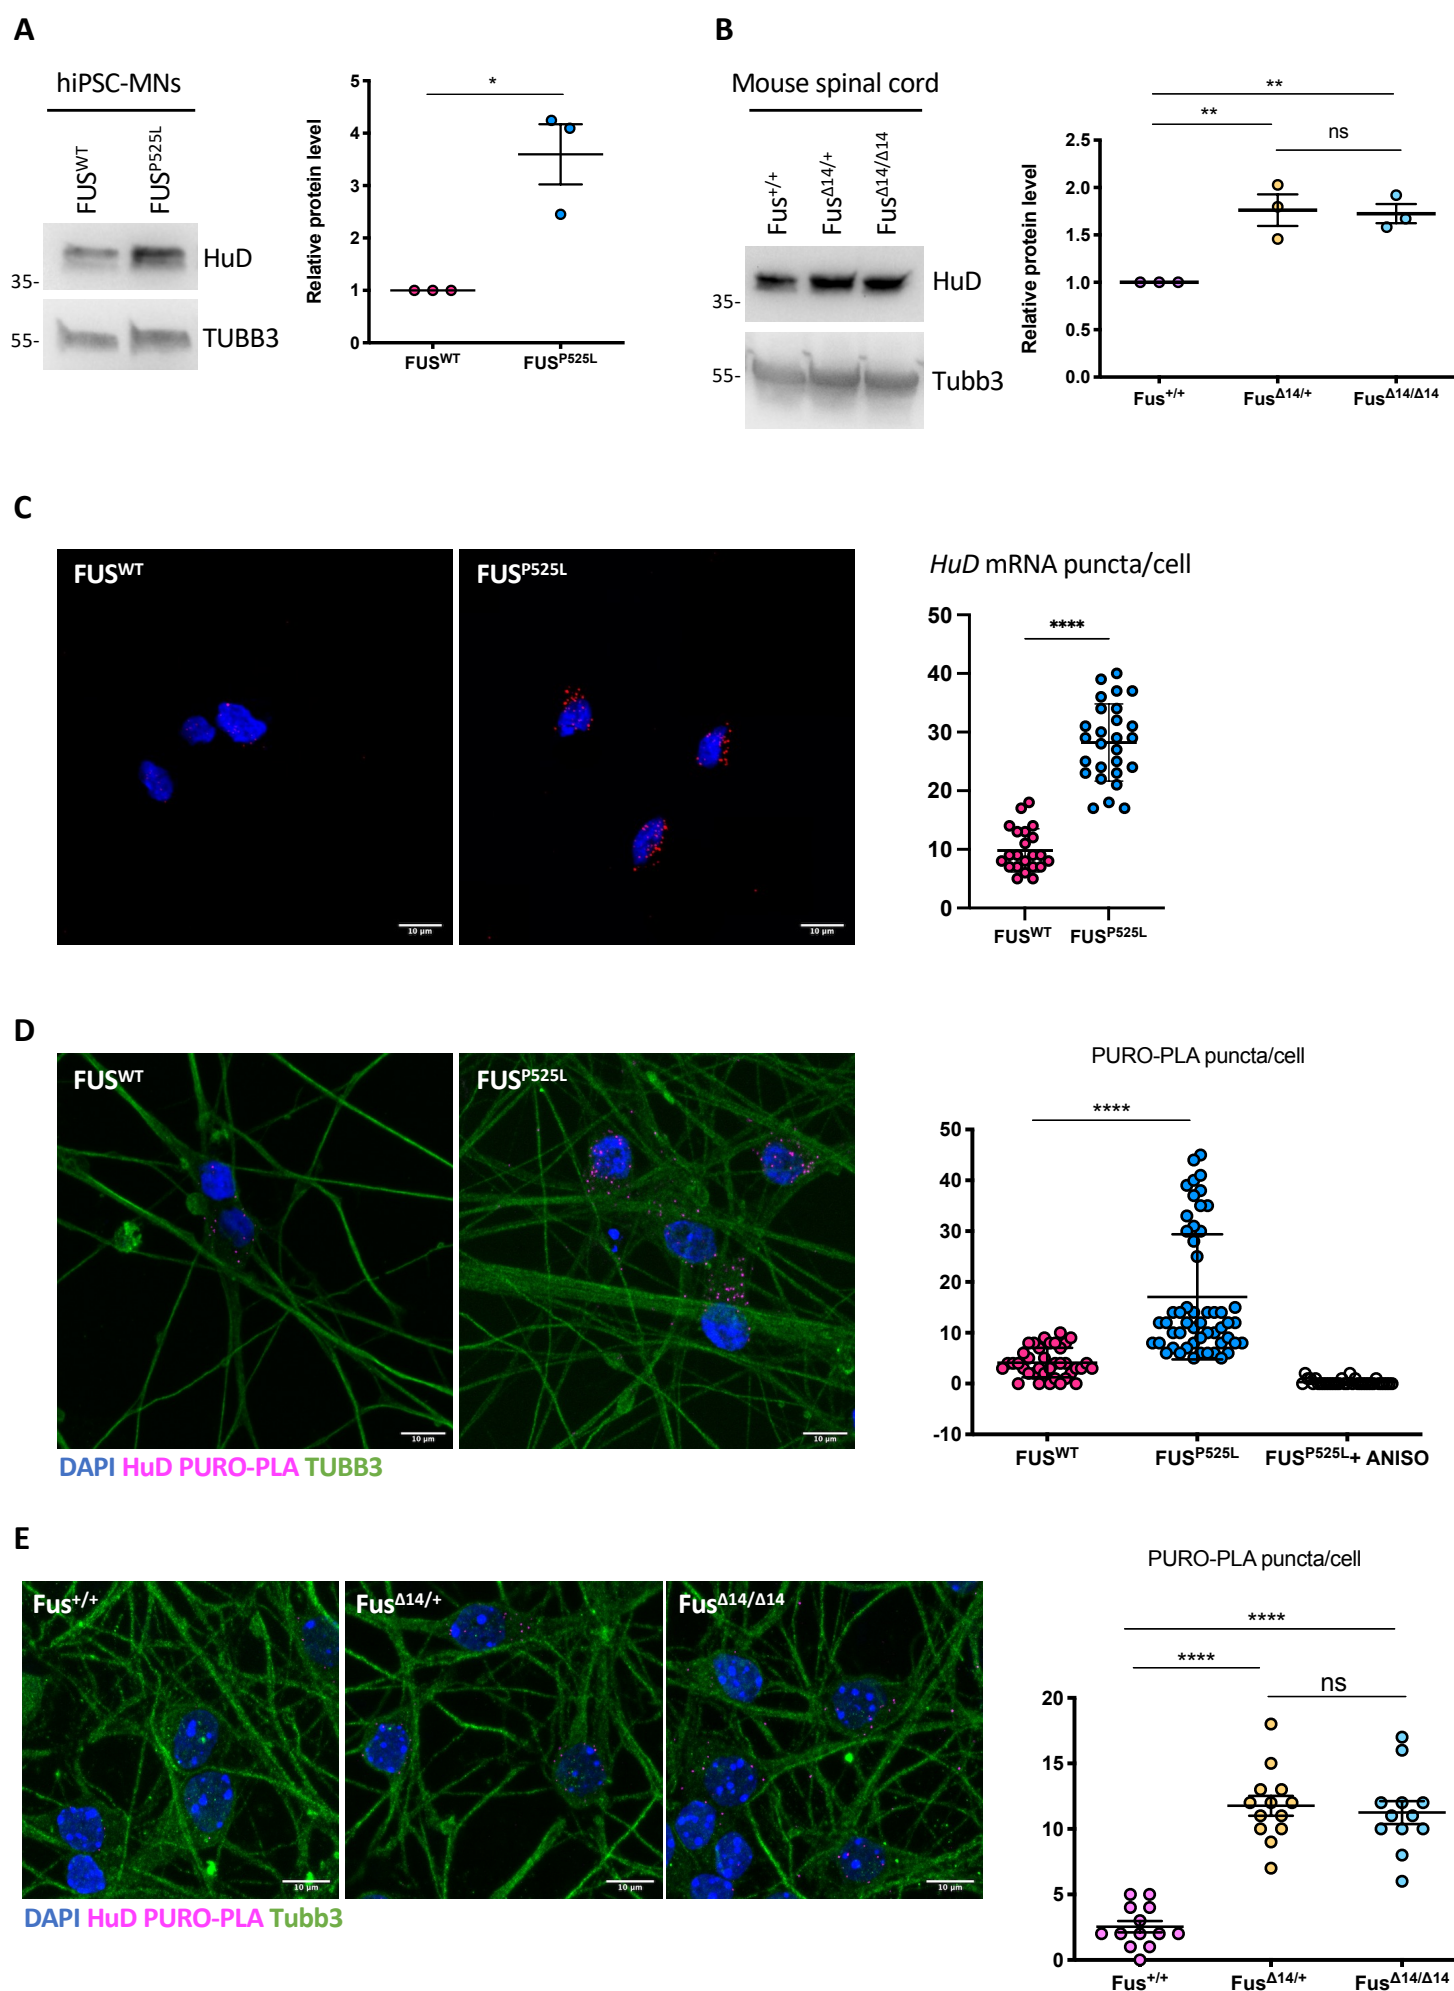 A
hiPSC-MNs
FUSWT
FUSP525L
HuD
35-
TUBB3
55-
Relative protein level
5
4
3
2
1
0
*
FUSWT
FUSP525L
B
Mouse spinal cord
Fus+/+
FusΔ14/+
FusΔ14/Δ14
HuD
35-
Tubb3
55-
Relative protein level
2.5
2.0
1.5
1.0
0.5
0.0
**
**
ns
Fus+/+
FusΔ14/+
FusΔ14/Δ14
C
FUSWT
10 µm
FUSP525L
10 µm
HuD mRNA puncta/cell
50
40
30
20
10
0
****
FUSWT
FUSP525L
D
FUSWT
10 µm
FUSP525L
10 µm
DAPI HuD PURO-PLA TUBB3
PURO-PLA puncta/cell
****
50
40
30
20
10
0
-10
FUSWT
FUSP525L
FUSP525L+ ANISO
E
Fus+/+
10 µm
FusΔ14/+
10 µm
FusΔ14/Δ14
10 µm
DAPI HuD PURO-PLA Tubb3
PURO-PLA puncta/cell
****
****
ns
20
15
10
5
0
Fus+/+
FusΔ14/+
FusΔ14/Δ14